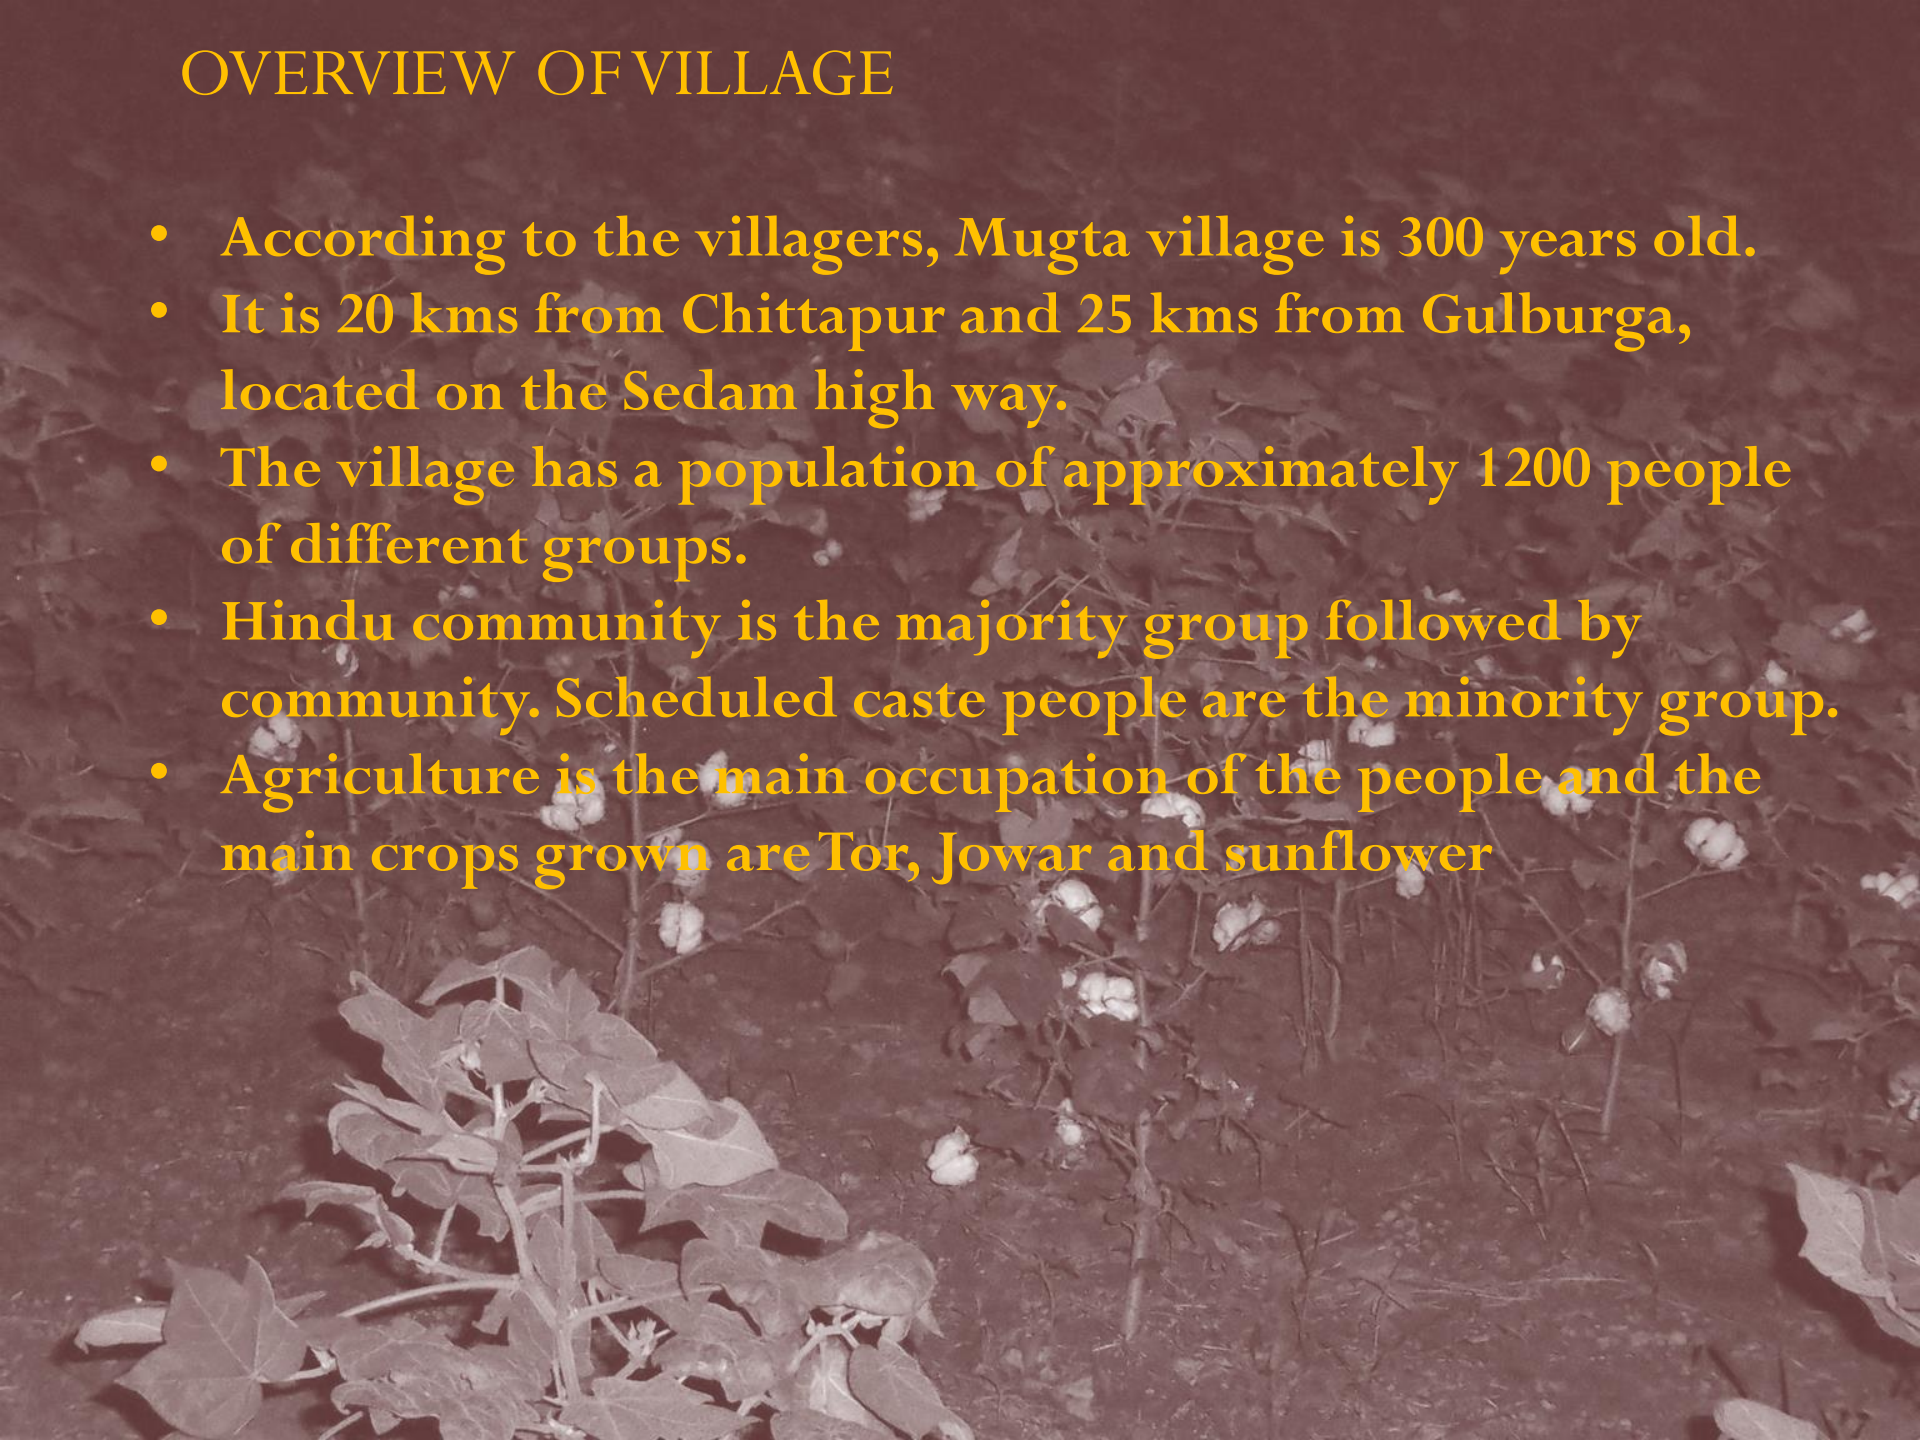 OVERVIEW OF VILLAGE
• According to the villagers, Mugta village is 300 years old.
• It is 20 kms from Chittapur and 25 kms from Gulburga,
located on the Sedam high way.
• The village has a population of approximately 1200 people
of different groups.
• Hindu community is the majority group followed by
community. Scheduled caste people are the minority group.
• Agriculture is the main occupation of the people and the
main crops grown are Tor, Jowar and sunflower